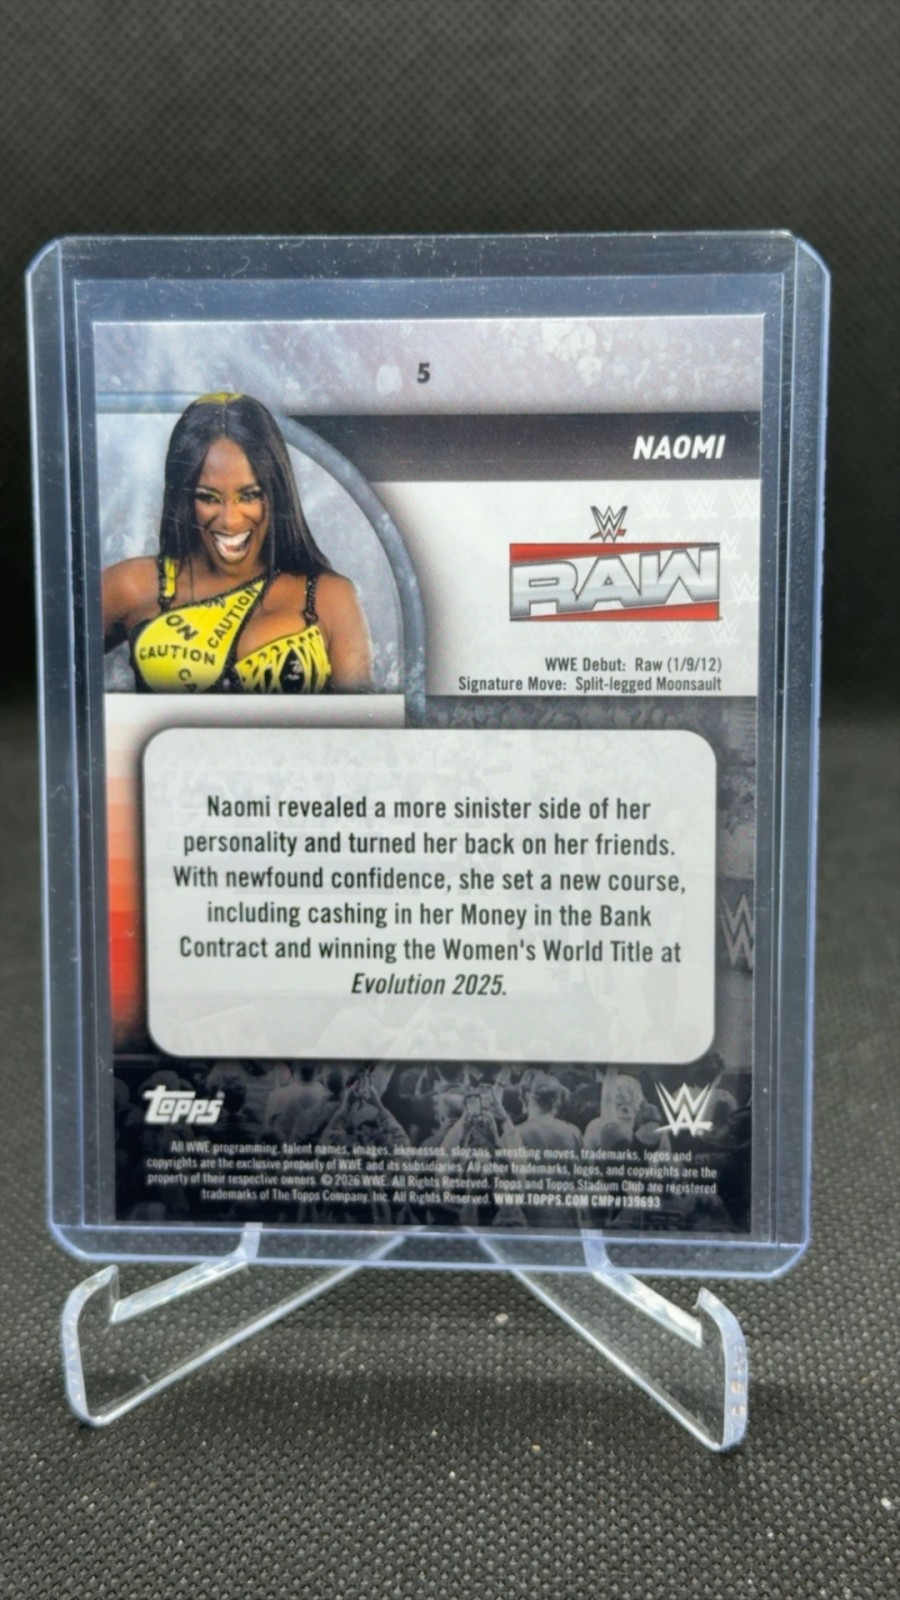 5
NAOMI
W
RAW
WWE Debut: Raw (1/9/12)
Signature Move: Split-legged Moonsault
ON
CAUTION
CAUTION
CA
Naomi revealed a more sinister side of her
personality and turned her back on her friends.
With newfound confidence, she set a new course,
including cashing in her Money in the Bank
Contract and winning the Women's World Title at
Evolution 2025.
Topps
W
All WWE programming, talent names, images, likenesses, slogans, wrestling moves, trademarks, logos and
copyrights are the exclusive property of WWE and its subsidiaries. All other trademarks, logos, and copyrights are the
property of their respective owners. © 2026 WWE. All Rights Reserved. Topps and Topps Stadium Club are registered
trademarks of The Topps Company, Inc. All Rights Reserved. WWW.TOPPS.COM CMP#139693